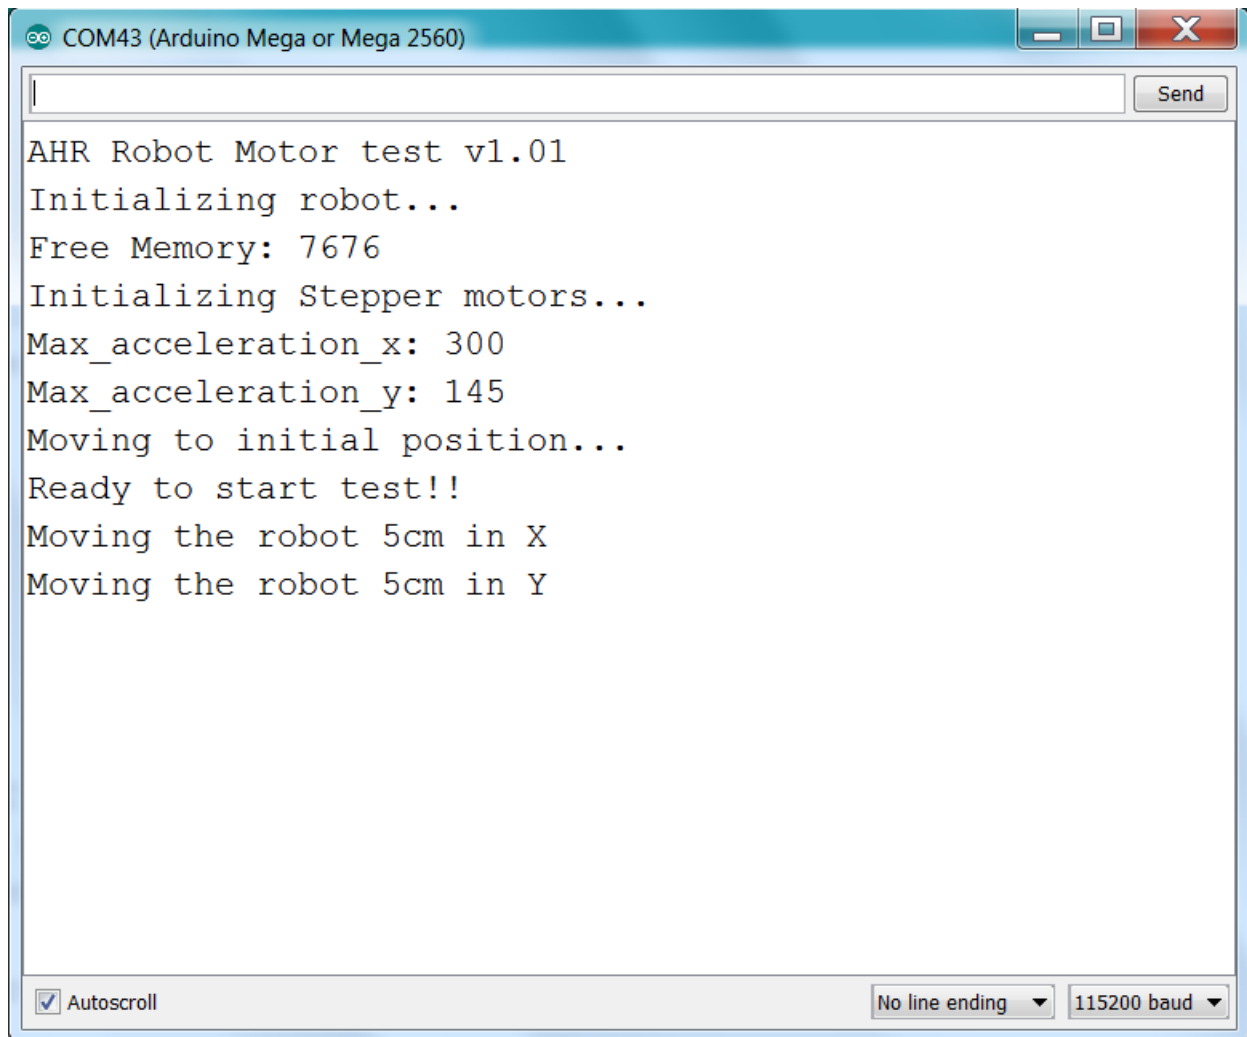 COM43 (Arduino Mega or Mega 2560)
Send
AHR Robot Motor test v1.01
Initializing robot...
Free Memory: 7676
Initializing Stepper motors...
Max_acceleration_x: 300
Max_acceleration_y: 145
Moving to initial position...
Ready to start test!!
Moving the robot 5cm in X
Moving the robot 5cm in Y
Autoscroll
No line ending
115200 baud